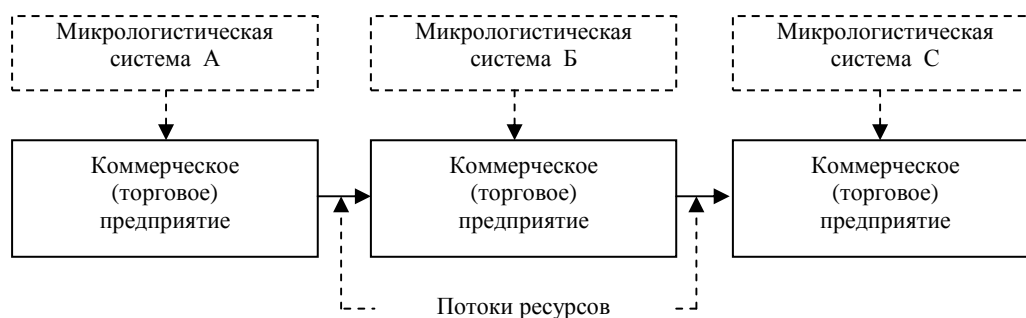 Микрологистическая
система А
Микрологистическая
система Б
Микрологистическая
система С
Коммерческое
(торговое)
предприятие
Коммерческое
(торговое)
предприятие
Коммерческое
(торговое)
предприятие
Потоки ресурсов